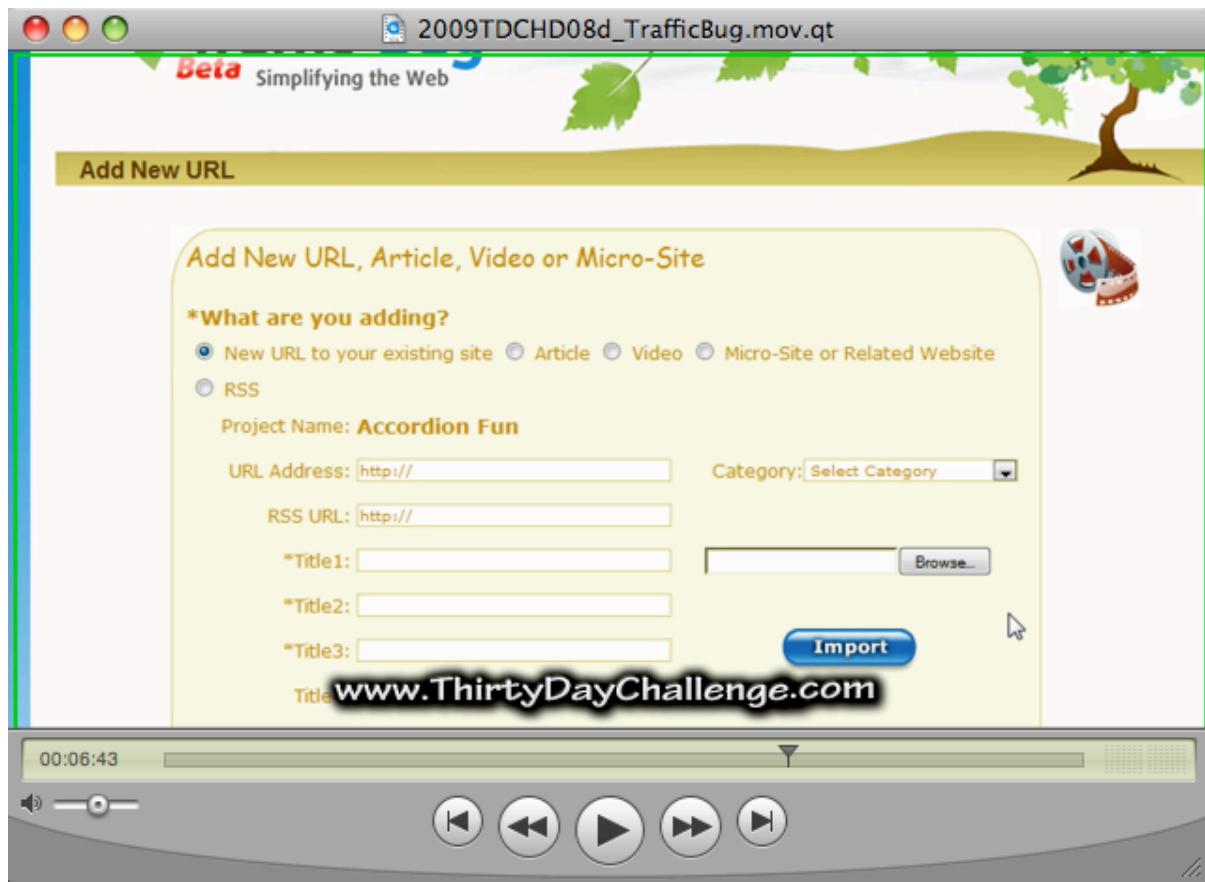 2009TDCHD08d_TrafficBug.mov.qt
Beta Simplifying the Web
Add New URL
Add New URL, Article, Video or Micro-Site
*What are you adding?
New URL to your existing site Article Video Micro-Site or Related Website
RSS
Project Name: Accordion Fun
URL Address: http:// Category: Select Category
RSS URL: http://
*Title1: Browse...
*Title2:
*Title3: Import
Title
www.ThirtyDayChallenge.com
00:06:43